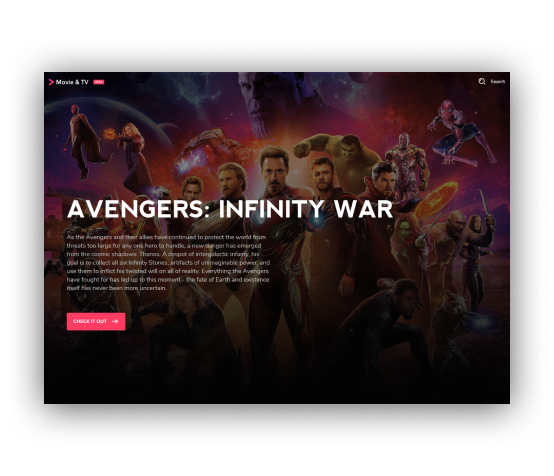 Movie & TV BETA
Search
AVENGERS: INFINITY WAR
As the Avengers and their allies have continued to protect the world from
threats too large for any one hero to handle, a new danger has emerged
from the cosmic shadows: Thanos. A despot of intergalactic infamy, his
goal is to collect all six Infinity Stones, artifacts of unimaginable power, and
use them to inflict his twisted will on all of reality. Everything the Avengers
have fought for has led up to this moment - the fate of Earth and existence
itself has never been more uncertain.
CHECK IT OUT